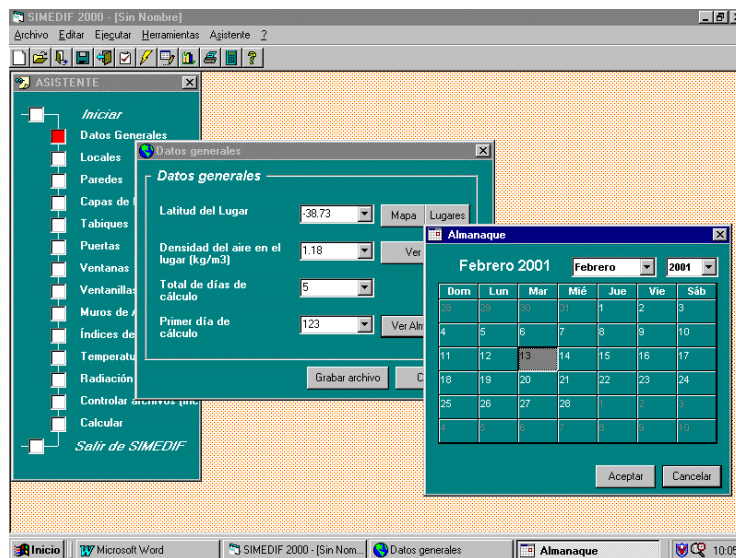 SIMEDIF 2000 - [Sin Nombre]
Archivo Editar Ejecutar Herramientas Asistente ?
ASISTENTE
Iniciar
Datos Generales
Locales
Paredes
Capas de
Tabiques
Puertas
Ventanas
Ventanillas
Muros de
Índices de
Temperatu
Radiación
Controlar archivos (inc
Calcular
Salir de SIMEDIF
Datos generales
Datos generales
Latitud del Lugar -38.73 Mapa Lugares
Densidad del aire en el
lugar (kg/m3) 1.18 Ver
Total de días de
cálculo 5
Primer día de
cálculo 123 Ver Alm
Grabar archivo C
Almanaque
Febrero 2001 Febrero 2001
Dom Lun Mar Mié Jue Vie Sáb
28 29 30 31 1 2 3
4 5 6 7 8 9 10
11 12 13 14 15 16 17
18 19 20 21 22 23 24
25 26 27 28 1 2 3
4 5 6 7 8 9 10
Aceptar Cancelar
Inicio Microsoft Word SIMEDIF 2000 - [Sin Nom... Datos generales Almanaque 10:05